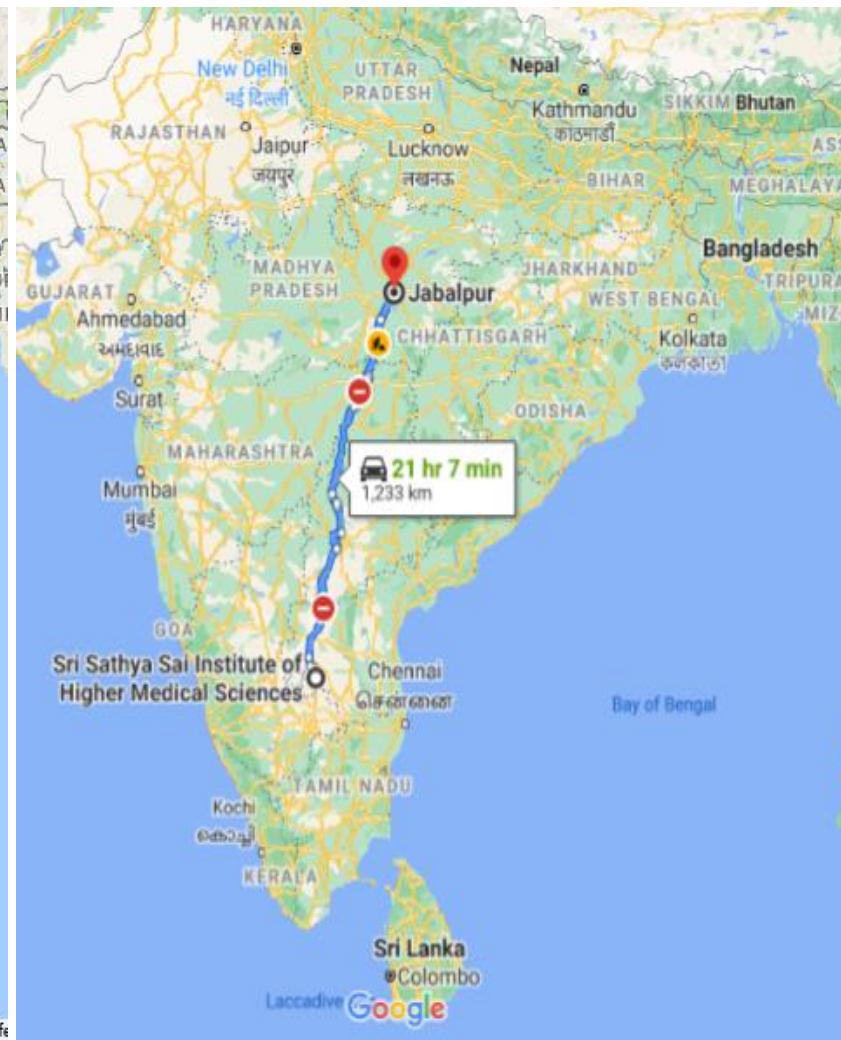 HARYANA
New Delhi
नई दिल्ली
UTTAR
PRADESH
Nepal
Kathmandu
काठमाडौं
SIKKIM Bhutan
RAJASTHAN
Jaipur
जयपुर
Lucknow
लखनऊ
BIHAR
MEGHALAYA
Bangladesh
MADHYA
PRADESH
Jabalpur
JHARKHAND
WEST BENGAL
TRIPURA
GUJARAT
Ahmedabad
અમદાવાદ
CHHATTISGARH
Kolkata
কলকাতা
Surat
ODISHA
MAHARASHTRA
21 hr 7 min
1,233 km
Mumbai
मुंबई
GOA
Sri Sathya Sai Institute of
Higher Medical Sciences
Chennai
சென்னை
Bay of Bengal
TAMIL NADU
Kochi
കൊച്ചി
KERALA
Sri Lanka
Colombo
Laccadive
Google